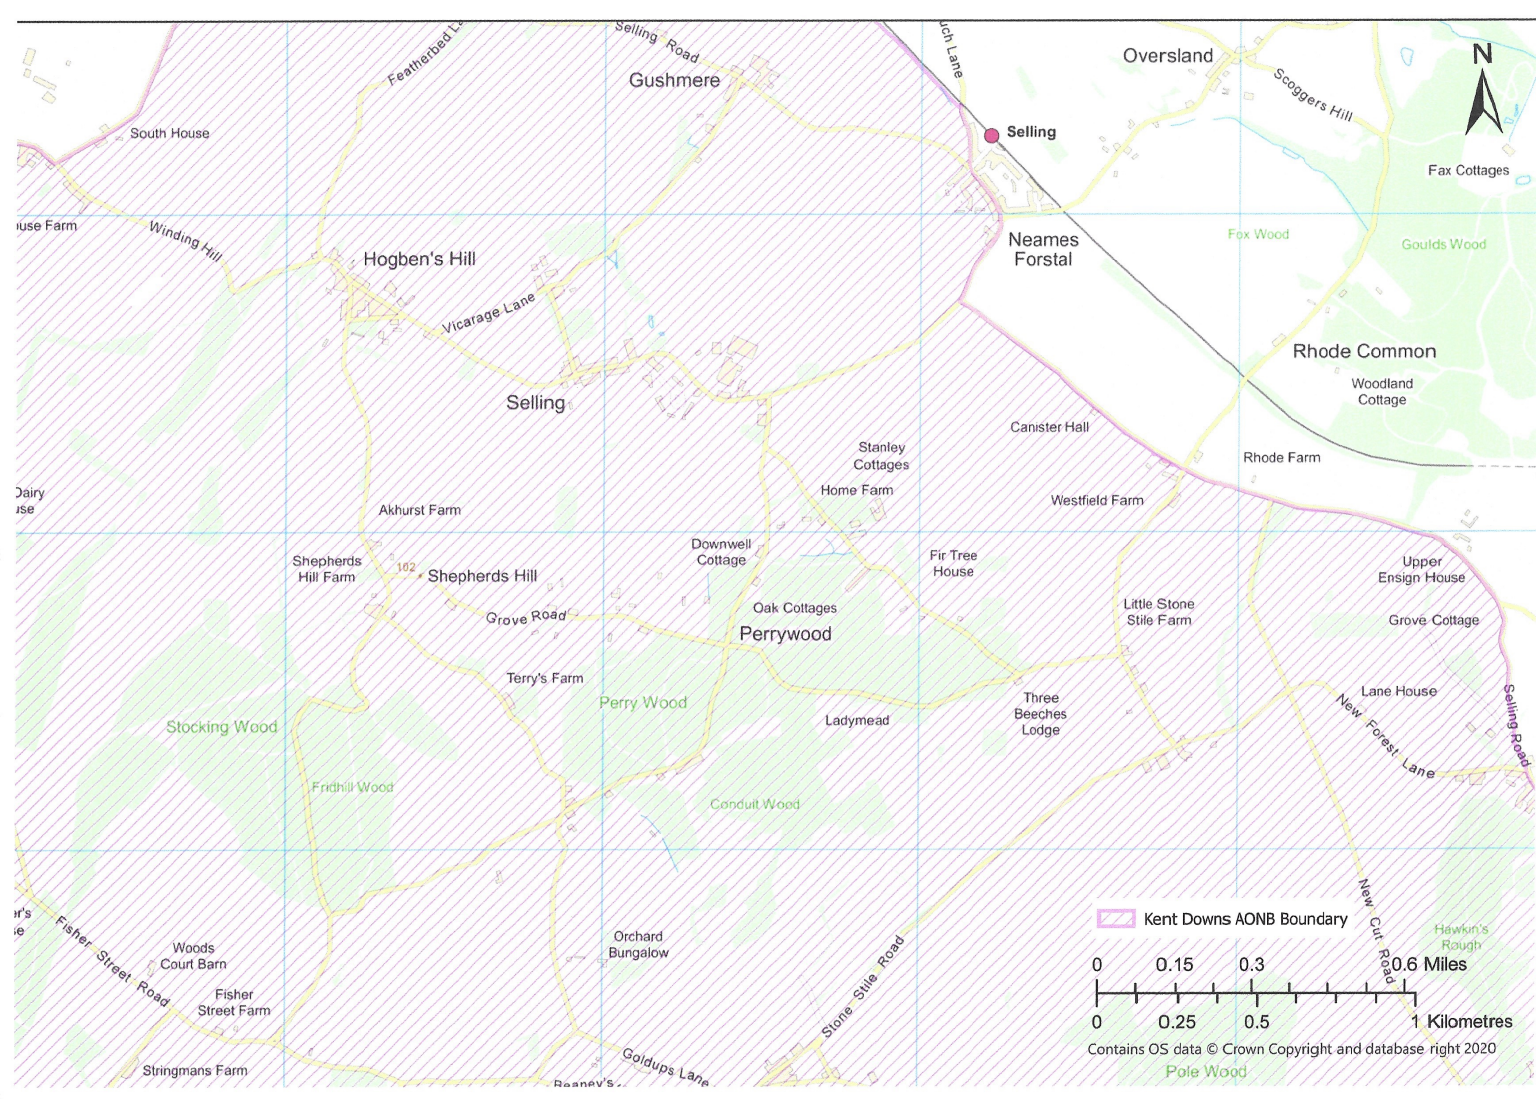 Selling Road
Featherbed La
uch Lane
Oversland
N
Gushmere
Scoggers Hill
South House
Selling
Fax Cottages
ouse Farm
Winding Hill
Hogben's Hill
Neames
Forstal
Fox Wood
Goulds Wood
Vicarage Lane
Rhode Common
Woodland
Cottage
Selling
Canister Hall
Stanley
Cottages
Rhode Farm
Home Farm
Westfield Farm
Dairy
use
Akhurst Farm
Shepherds
Hill Farm
102
Shepherds Hill
Downwell
Cottage
Fir Tree
House
Upper
Ensign House
Grove Road
Oak Cottages
Perrywood
Little Stone
Stile Farm
Grove Cottage
Terry's Farm
Perry Wood
Stocking Wood
Ladymead
Three
Beeches
Lodge
Lane House
New Forest Lane
Selling Road
Fridhill Wood
Conduit Wood
er's
se
Fisher Street Road
Woods
Court Barn
Orchard
Bungalow
Fisher
Street Farm
Stone Stile Road
New Cut Road
Hawkin's
Rough
Kent Downs AONB Boundary
0 0.15 0.3 0.6 Miles
0 0.25 0.5 1 Kilometres
Contains OS data © Crown Copyright and database right 2020
Stringmans Farm
Goldups Lane
Beaney's
Pole Wood